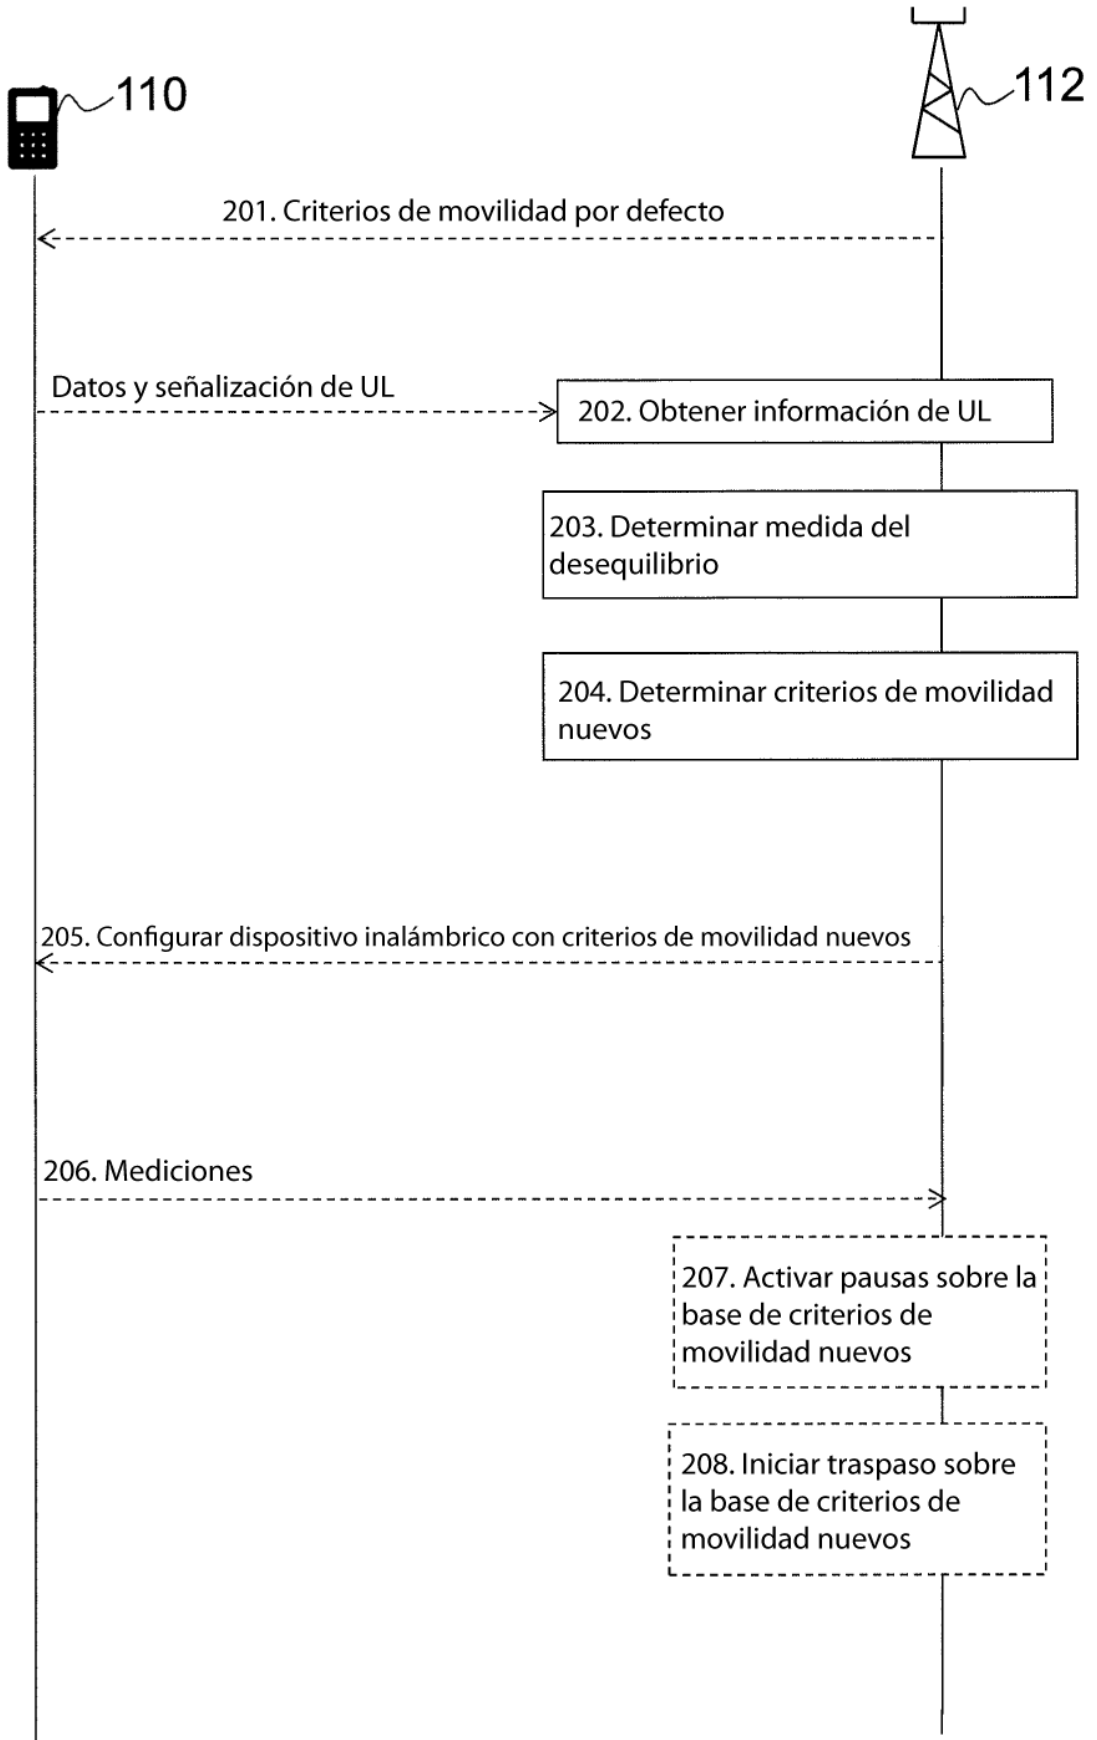 110
112
201. Criterios de movilidad por defecto
Datos y señalización de UL
202. Obtener información de UL
203. Determinar medida del
desequilibrio
204. Determinar criterios de movilidad
nuevos
205. Configurar dispositivo inalámbrico con criterios de movilidad nuevos
206. Mediciones
207. Activar pausas sobre la
base de criterios de
movilidad nuevos
208. Iniciar traspaso sobre
la base de criterios de
movilidad nuevos